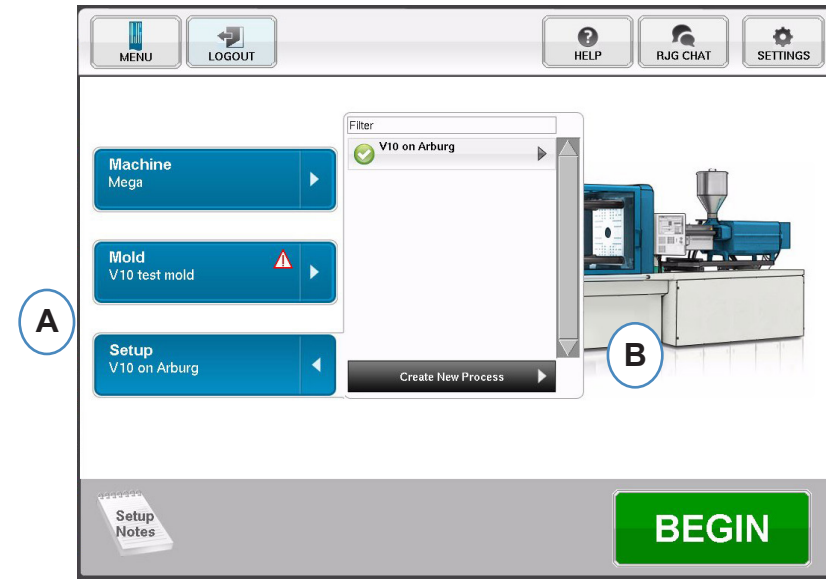 MENU
LOGOUT
HELP
RJG CHAT
SETTINGS
Filter
V10 on Arburg
Machine
Mega
Mold
V10 test mold
A
Setup
V10 on Arburg
B
Create New Process
Setup
Notes
BEGIN